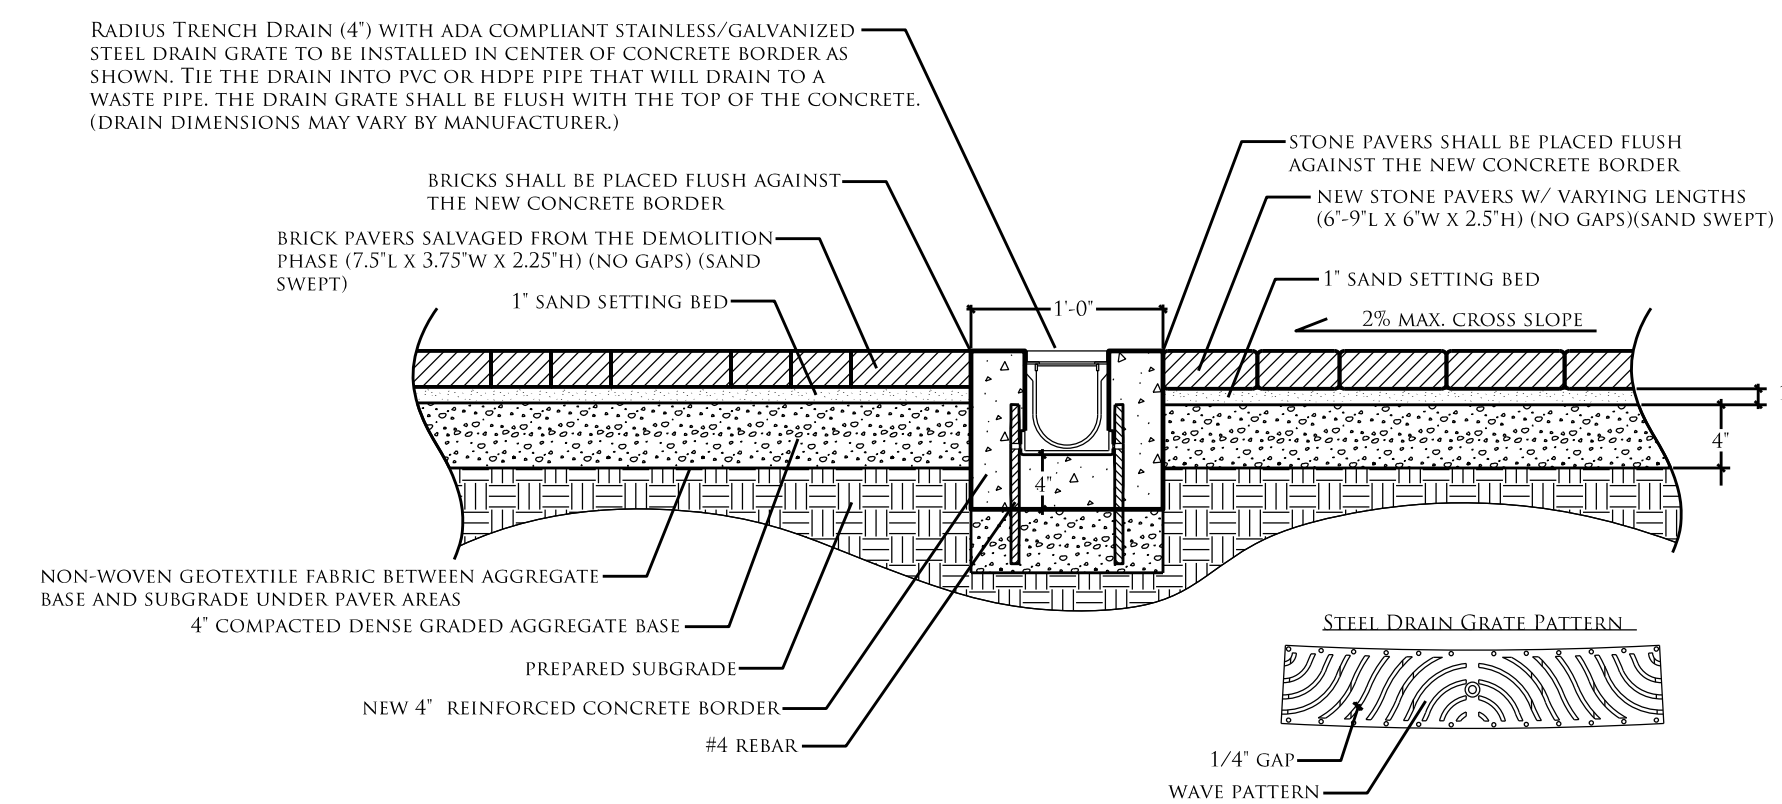 Radius Trench Drain (4") with ADA compliant stainless/galvanized
steel drain grate to be installed in center of concrete border as
shown. Tie the drain into PVC or HDPE pipe that will drain to a
waste pipe. The drain grate shall be flush with the top of the concrete.
(drain dimensions may vary by manufacturer.)
stone pavers shall be placed flush
against the new concrete border
bricks shall be placed flush against
the new concrete border
new stone pavers w/ varying lengths
(6"-9"L x 6"W x 2.5"H) (no gaps)(sand swept)
brick pavers salvaged from the demolition
phase (7.5"L x 3.75"W x 2.25"H) (no gaps) (sand
swept)
1" sand setting bed
1" sand setting bed
1'-0"
2% max. cross slope
4"
4"
non-woven geotextile fabric between aggregate
base and subgrade under paver areas
4" compacted dense graded aggregate base
prepared subgrade
new 4" reinforced concrete border
#4 rebar
Steel Drain Grate Pattern
1/4" gap
wave pattern